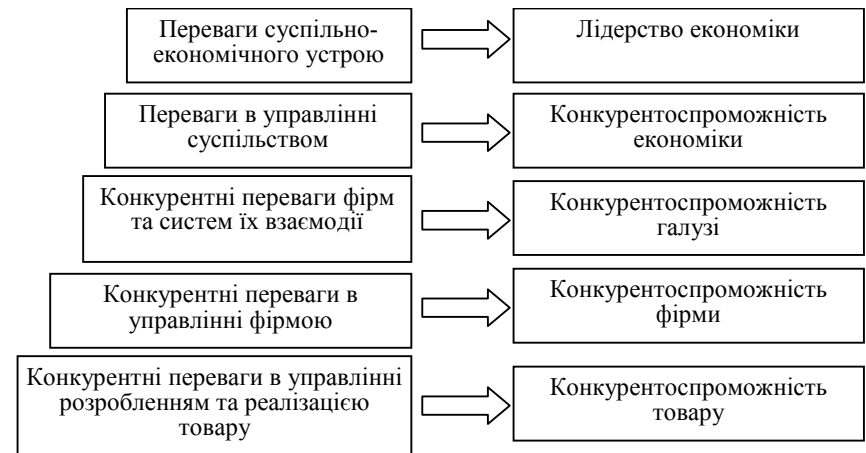 Переваги суспільно-
економічного устрою
Лідерство економіки
Переваги в управлінні
суспільством
Конкурентоспроможність
економіки
Конкурентні переваги фірм
та систем їх взаємодії
Конкурентоспроможність
галузі
Конкурентні переваги в
управлінні фірмою
Конкурентоспроможність
фірми
Конкурентні переваги в управлінні
розробленням та реалізацією
товару
Конкурентоспроможність
товару